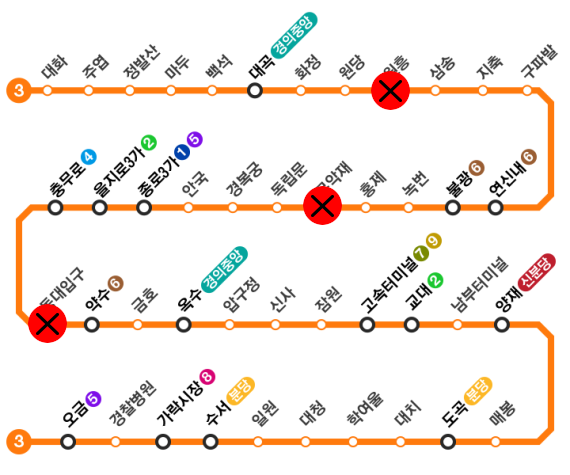 3 대화 주엽 정발산 마두 백석 대곡 경의중앙 화정 원당 삼송 지축 구파발
충무로 4 을지로3가 2 종로3가 1 5 안국 경복궁 독립문 홍제 녹번 불광 6 연신내 6
동대입구 약수 6 금호 옥수 경의중앙 압구정 신사 잠원 고속터미널 7 9 교대 2 남부터미널 양재 신분당
3 오금 5 경찰병원 가락시장 8 수서 분당 일원 대청 학여울 대치 도곡 분당 매봉